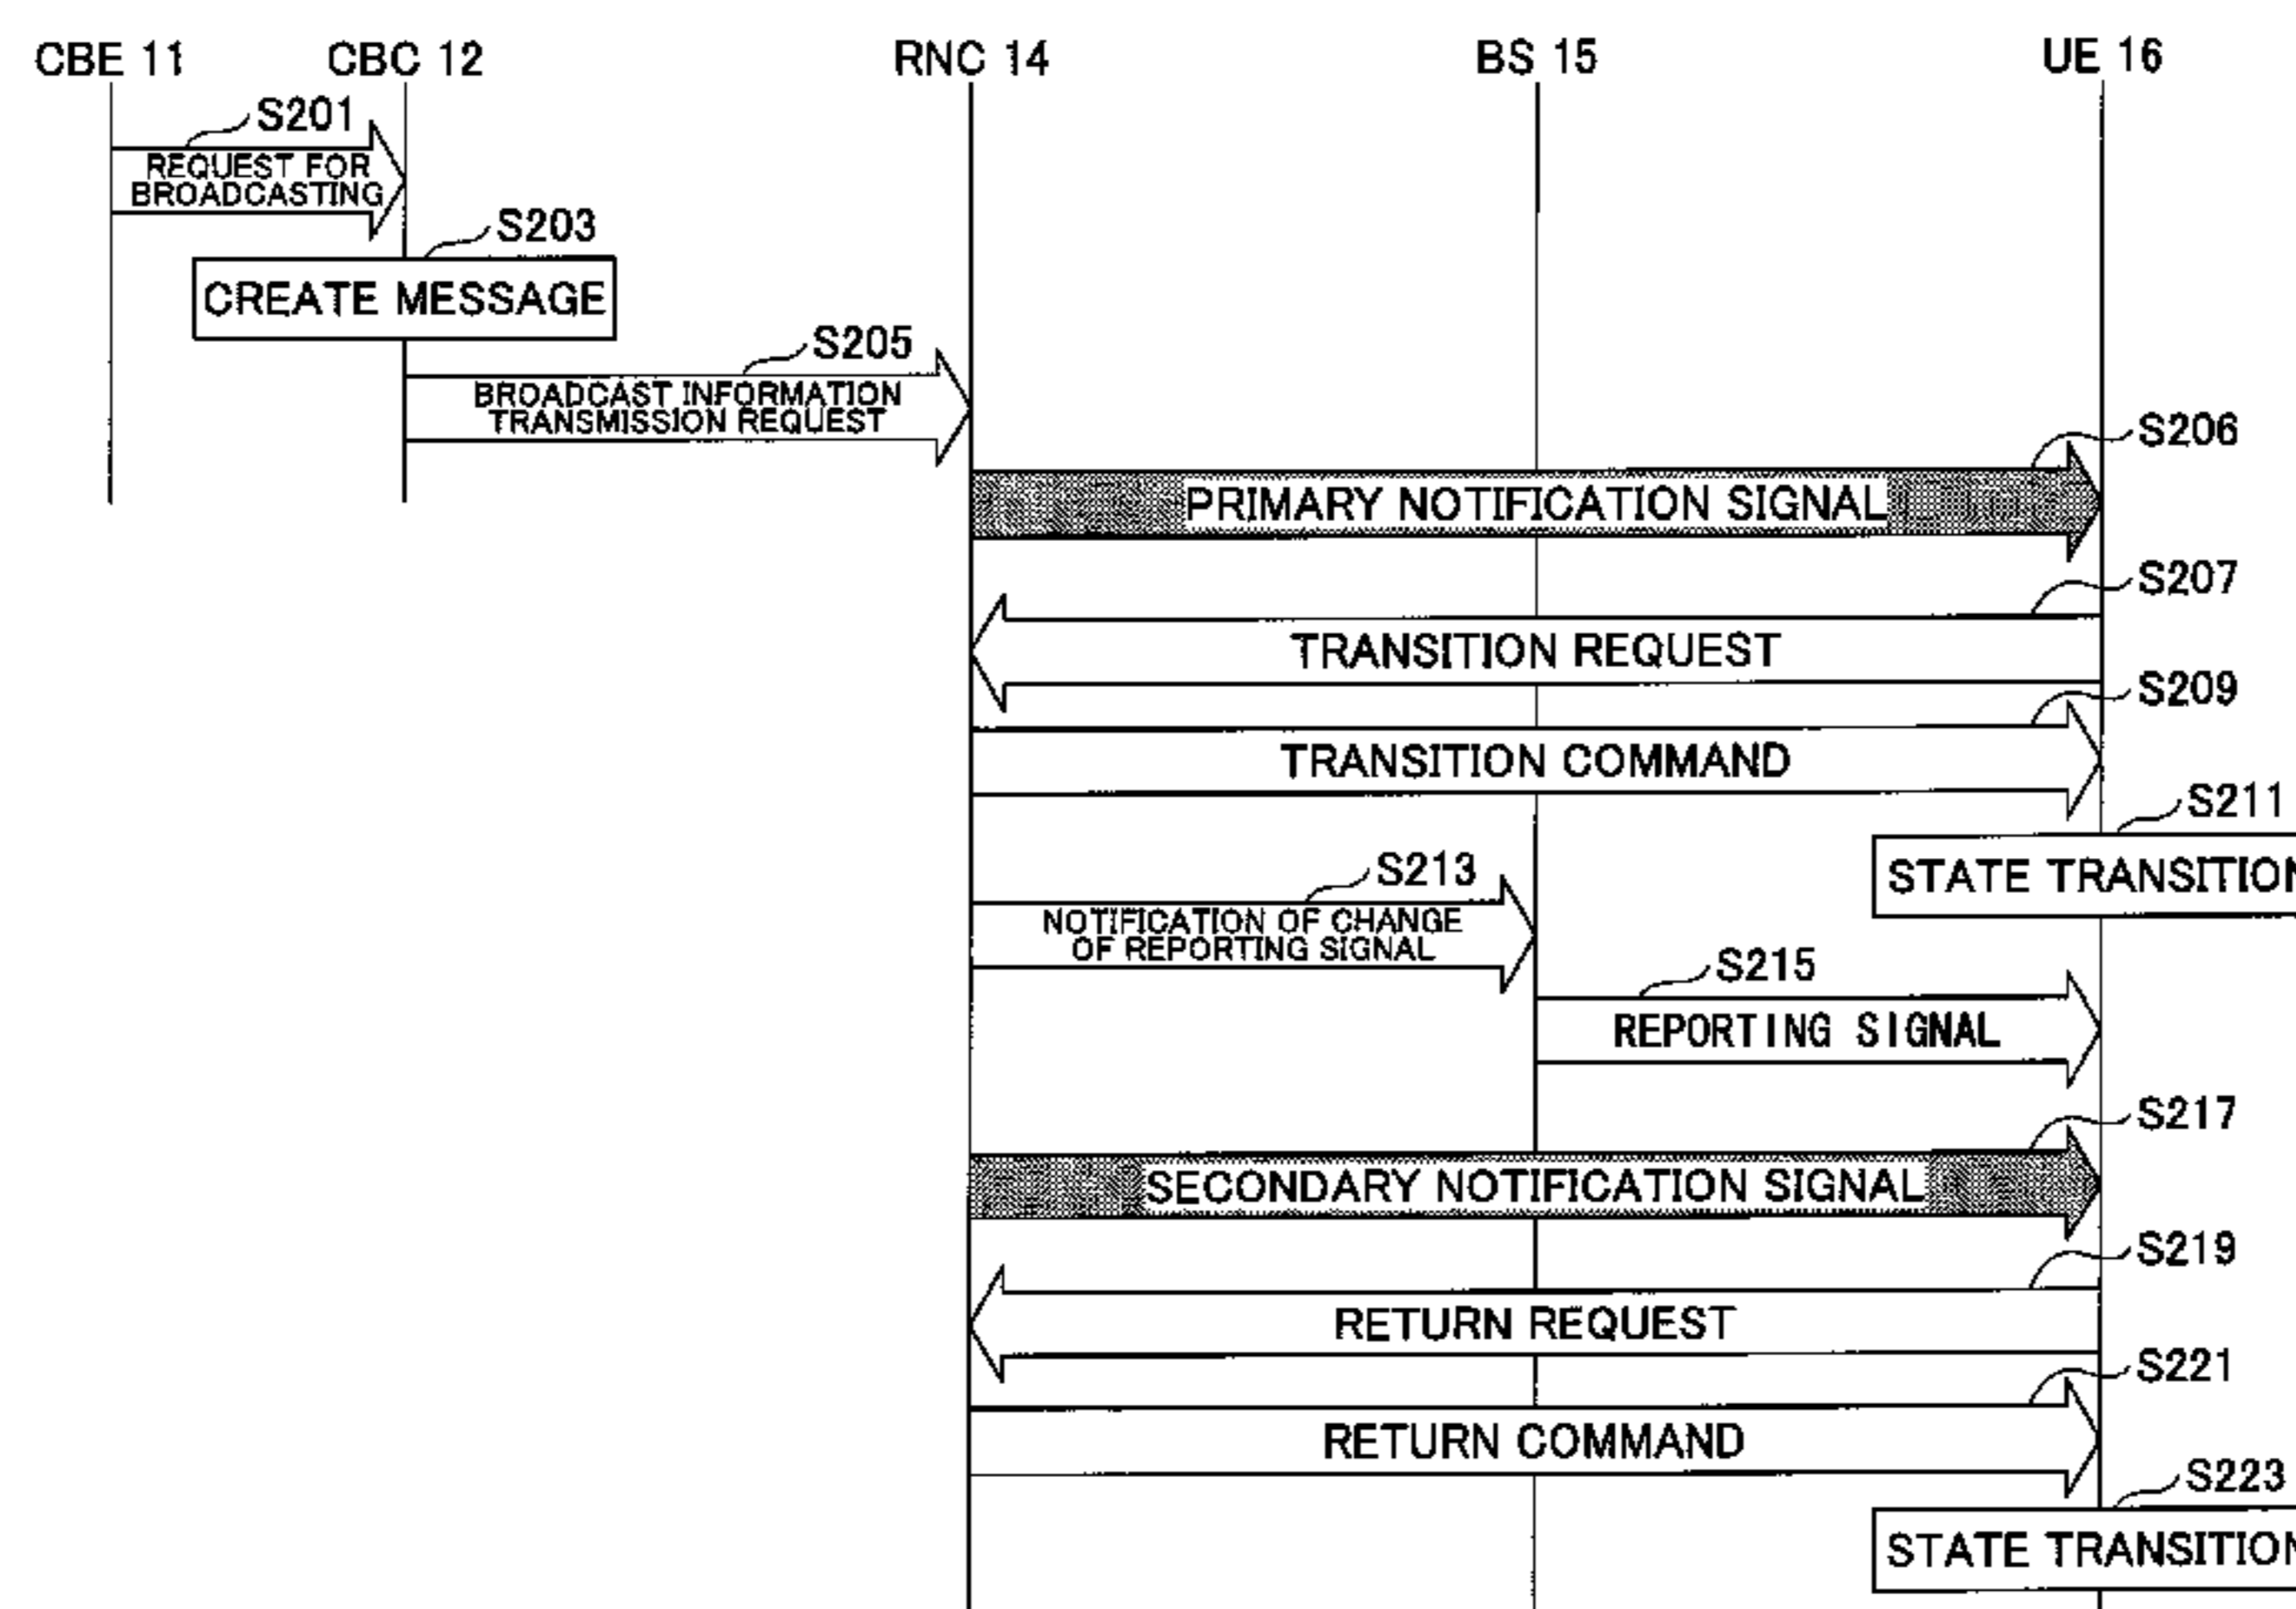 CBE 11
CBC 12
RNC 14
BS 15
UE 16
S201
REQUEST FOR
BROADCASTING
S203
CREATE MESSAGE
S205
BROADCAST INFORMATION
TRANSMISSION REQUEST
S206
PRIMARY NOTIFICATION SIGNAL
S207
TRANSITION REQUEST
S209
TRANSITION COMMAND
S211
STATE TRANSITION
S213
NOTIFICATION OF CHANGE
OF REPORTING SIGNAL
S215
REPORTING SIGNAL
S217
SECONDARY NOTIFICATION SIGNAL
S219
RETURN REQUEST
S221
RETURN COMMAND
S223
STATE TRANSITION